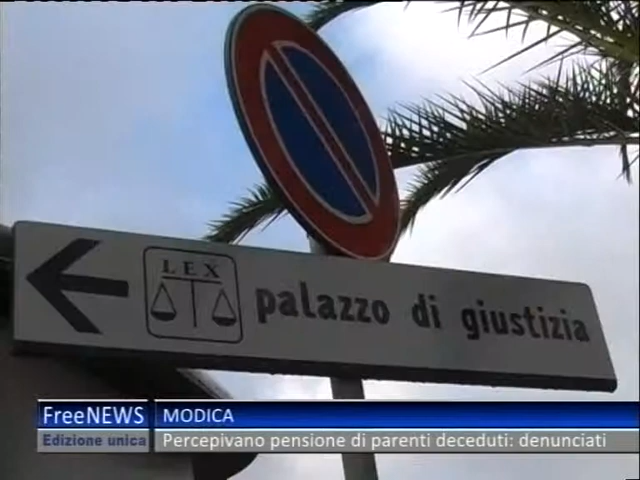 LEX
palazzo di giustizia
FreeNEWS MODICA
Edizione unica Percepivano pensione di parenti deceduti: denunciati